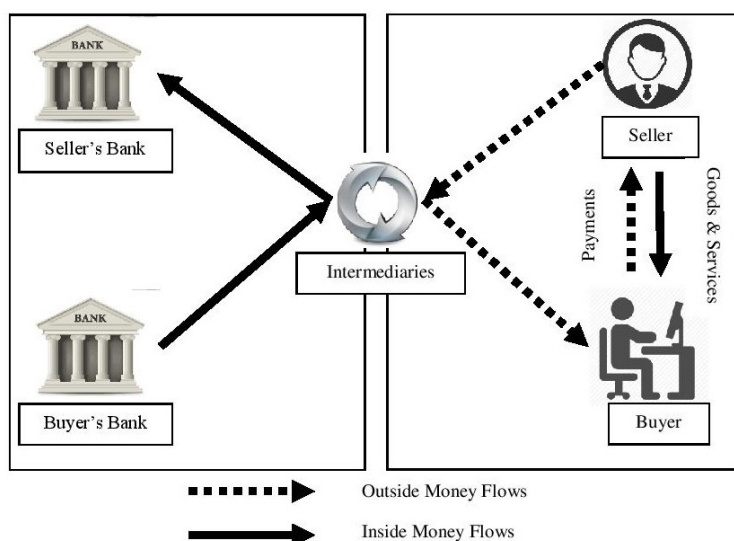 BANK
Seller's Bank
Seller
Payments
Goods & Services
Intermediaries
BANK
Buyer's Bank
Buyer
Outside Money Flows
Inside Money Flows